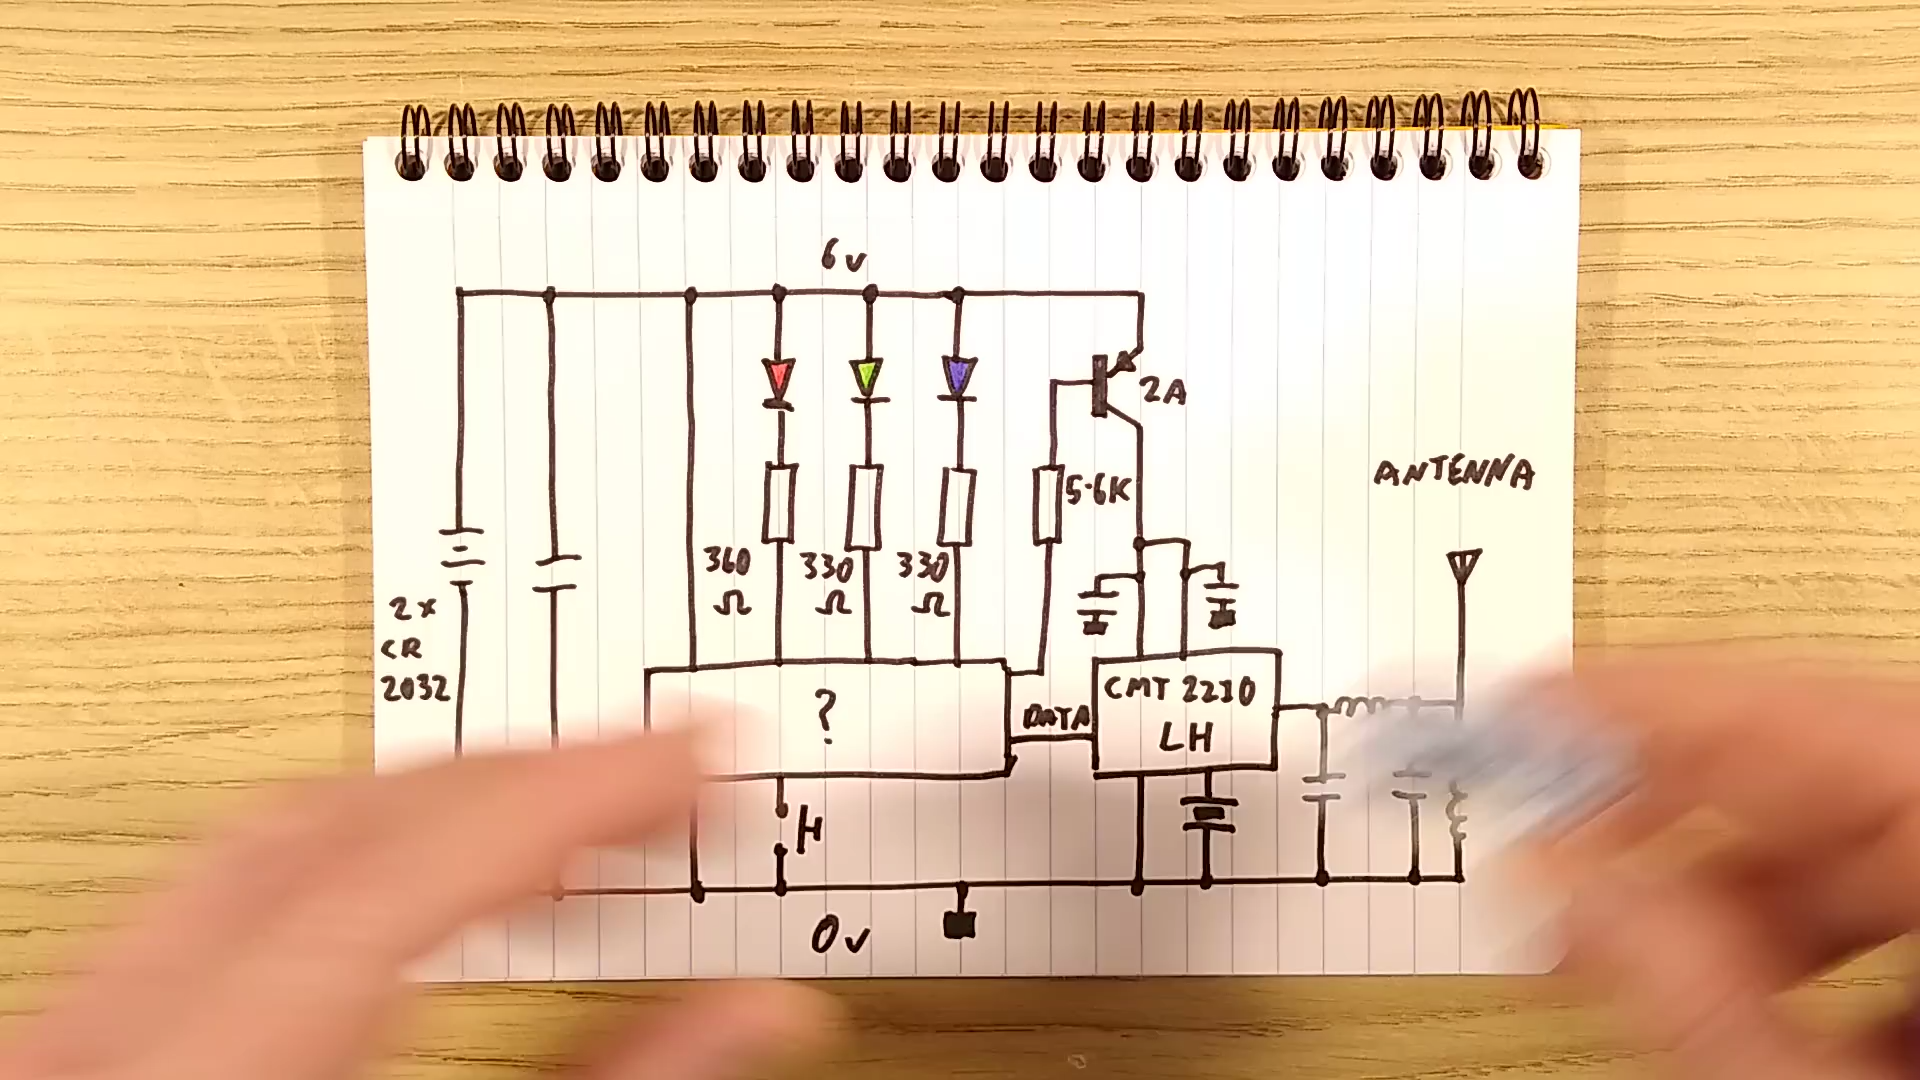 6v
2A
ANTENNA
5.6K
360 Ω
330 Ω
330 Ω
2x
CR
2032
?
DATA
CMT 2210
LH
H
0v